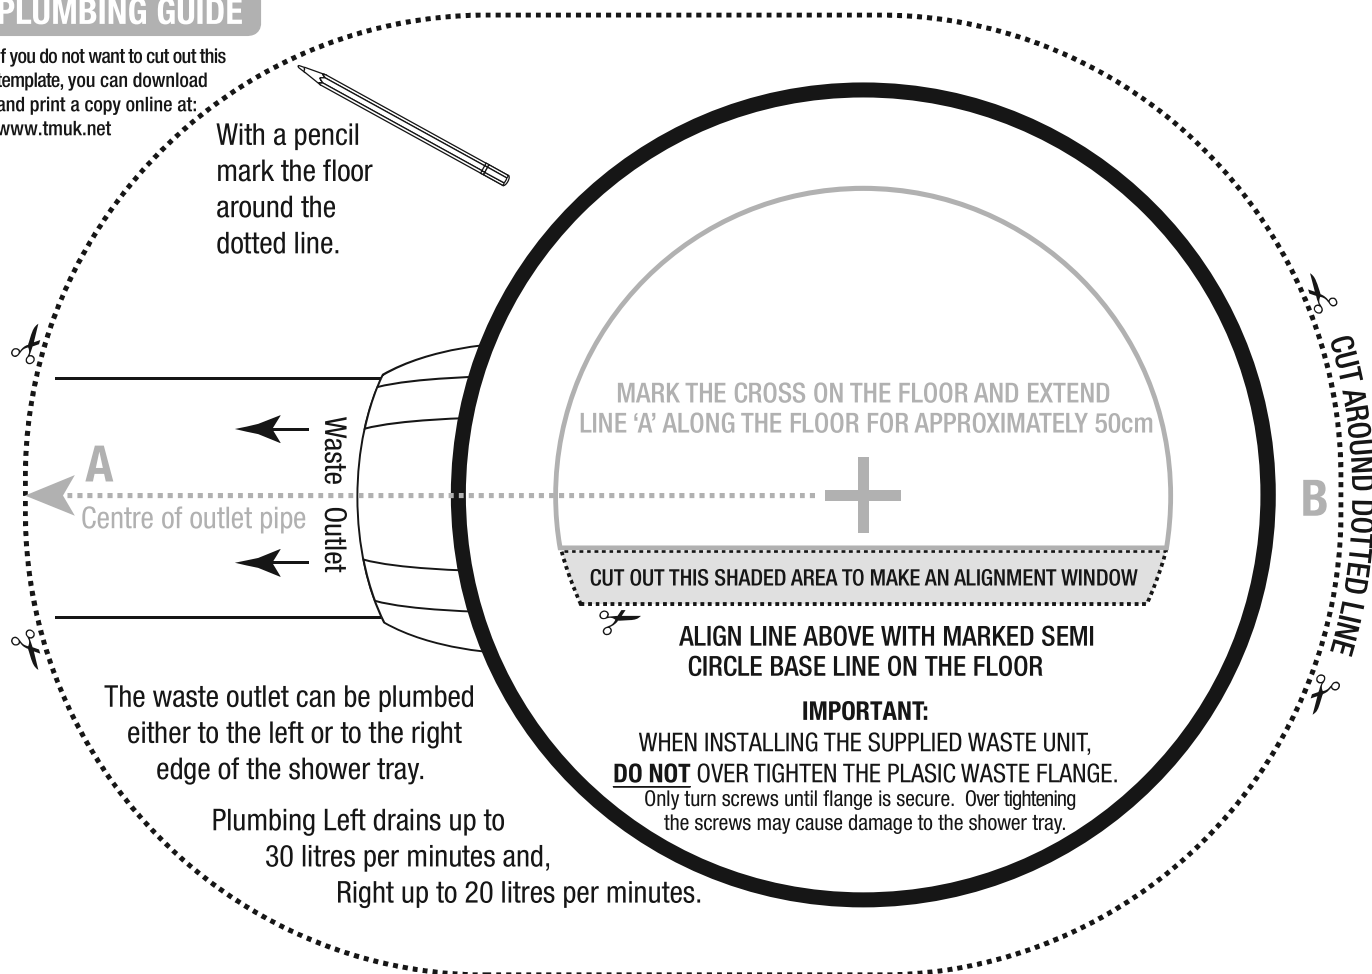 PLUMBING GUIDE
If you do not want to cut out this
template, you can download
and print a copy online at:
www.tmuk.net
With a pencil
mark the floor
around the
dotted line.
MARK THE CROSS ON THE FLOOR AND EXTEND
LINE ‘A’ ALONG THE FLOOR FOR APPROXIMATELY 50cm
A
Centre of outlet pipe
Waste Outlet
B
CUT AROUND DOTTED LINE
CUT OUT THIS SHADED AREA TO MAKE AN ALIGNMENT WINDOW
ALIGN LINE ABOVE WITH MARKED SEMI
CIRCLE BASE LINE ON THE FLOOR
IMPORTANT:
WHEN INSTALLING THE SUPPLIED WASTE UNIT,
DO NOT OVER TIGHTEN THE PLASIC WASTE FLANGE.
Only turn screws until flange is secure. Over tightening
the screws may cause damage to the shower tray.
The waste outlet can be plumbed
either to the left or to the right
edge of the shower tray.
Plumbing Left drains up to
30 litres per minutes and,
Right up to 20 litres per minutes.